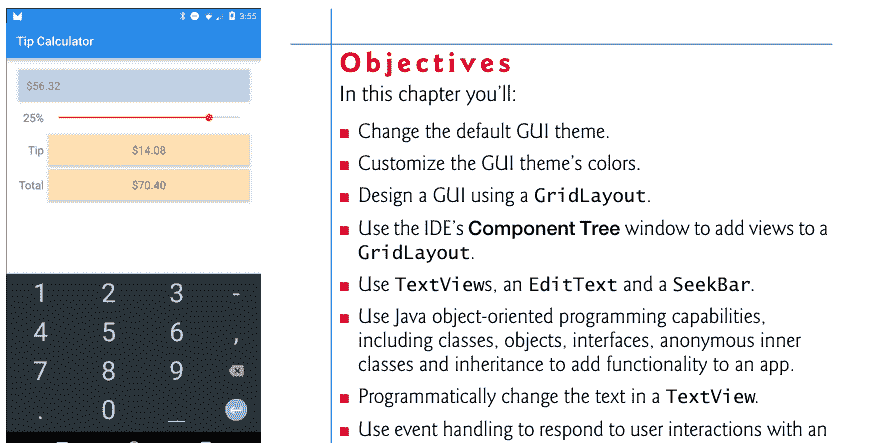 3:55
Tip Calculator
$56.32
25%
Tip
$14.08
Total
$70.40
1 2 3 -
4 5 6 ,
7 8 9
. 0 _
Objectives
In this chapter you'll:
Change the default GUI theme.
Customize the GUI theme's colors.
Design a GUI using a GridLayout.
Use the IDE's Component Tree window to add views to a
GridLayout.
Use TextViews, an EditText and a SeekBar.
Use Java object-oriented programming capabilities,
including classes, objects, interfaces, anonymous inner
classes and inheritance to add functionality to an app.
Programmatically change the text in a TextView.
Use event handling to respond to user interactions with an